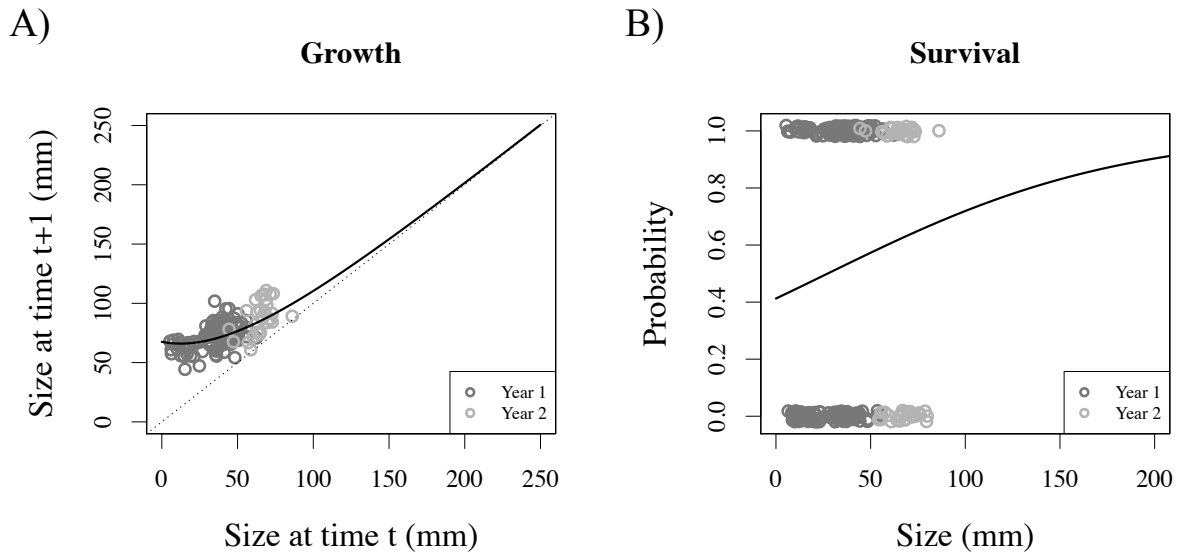 A)
Growth
Size at time t+1 (mm)
250
200
150
100
50
0
0 50 100 150 200 250
Size at time t (mm)
Year 1
Year 2
B)
Survival
Probability
1.0
0.8
0.6
0.4
0.2
0.0
0 50 100 150 200
Size (mm)
Year 1
Year 2